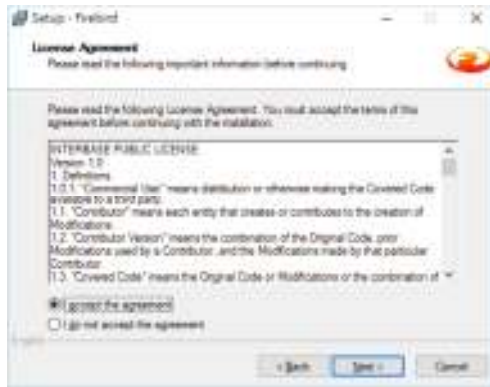 Setup - Firebird
License Agreement
Please read the following important information before continuing.
Please read the following License Agreement. You must accept the terms of this
agreement before continuing with the installation.
INTERBASE PUBLIC LICENSE
Version 1.0
1. Definitions.
1.0.1. "Commercial Use" means distribution or otherwise making the Covered Code
available to a third party.
1.1. "Contributor" means each entity that creates or contributes to the creation of
Modifications.
1.2. "Contributor Version" means the combination of the Original Code, prior
Modifications used by a Contributor, and the Modifications made by that particular
Contributor.
1.3. "Covered Code" means the Original Code or Modifications or the combination of
I accept the agreement
I do not accept the agreement
English
< Back
Next >
Cancel